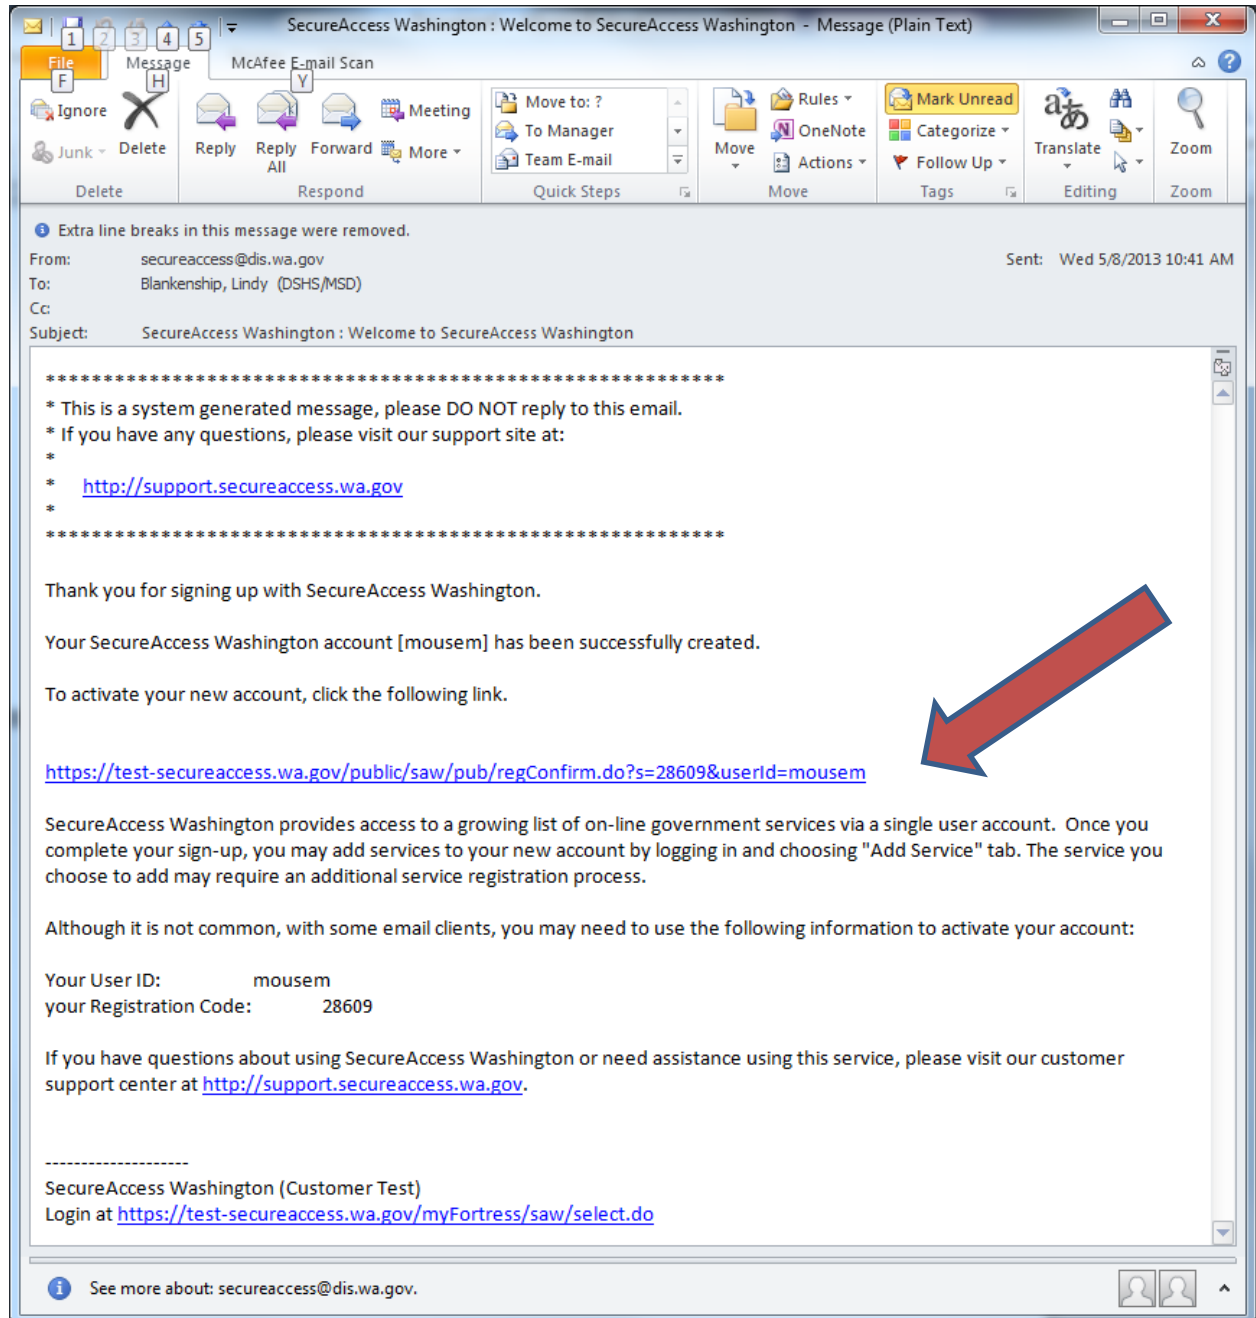 SecureAccess Washington : Welcome to SecureAccess Washington - Message (Plain Text)
1 2 3 4 5
File Message McAfee E-mail Scan
F H Y
Ignore
Junk
Delete
Reply
Reply All
Forward
Meeting
More
Move to: ?
To Manager
Team E-mail
Move
Rules
OneNote
Actions
Mark Unread
Categorize
Follow Up
Translate
Zoom
Delete Respond Quick Steps Move Tags Editing Zoom
Extra line breaks in this message were removed.
From: secureaccess@dis.wa.gov Sent: Wed 5/8/2013 10:41 AM
To: Blankenship, Lindy (DSHS/MSD)
Cc:
Subject: SecureAccess Washington : Welcome to SecureAccess Washington
***********************************************************
* This is a system generated message, please DO NOT reply to this email.
* If you have any questions, please visit our support site at:
*
* http://support.secureaccess.wa.gov
*
***********************************************************
Thank you for signing up with SecureAccess Washington.
Your SecureAccess Washington account [mousem] has been successfully created.
To activate your new account, click the following link.
https://test-secureaccess.wa.gov/public/saw/pub/regConfirm.do?s=28609&userId=mousem
SecureAccess Washington provides access to a growing list of on-line government services via a single user account. Once you
complete your sign-up, you may add services to your new account by logging in and choosing "Add Service" tab. The service you
choose to add may require an additional service registration process.
Although it is not common, with some email clients, you may need to use the following information to activate your account:
Your User ID: mousem
your Registration Code: 28609
If you have questions about using SecureAccess Washington or need assistance using this service, please visit our customer
support center at http://support.secureaccess.wa.gov.
--------------------
SecureAccess Washington (Customer Test)
Login at https://test-secureaccess.wa.gov/myFortress/saw/select.do
See more about: secureaccess@dis.wa.gov.